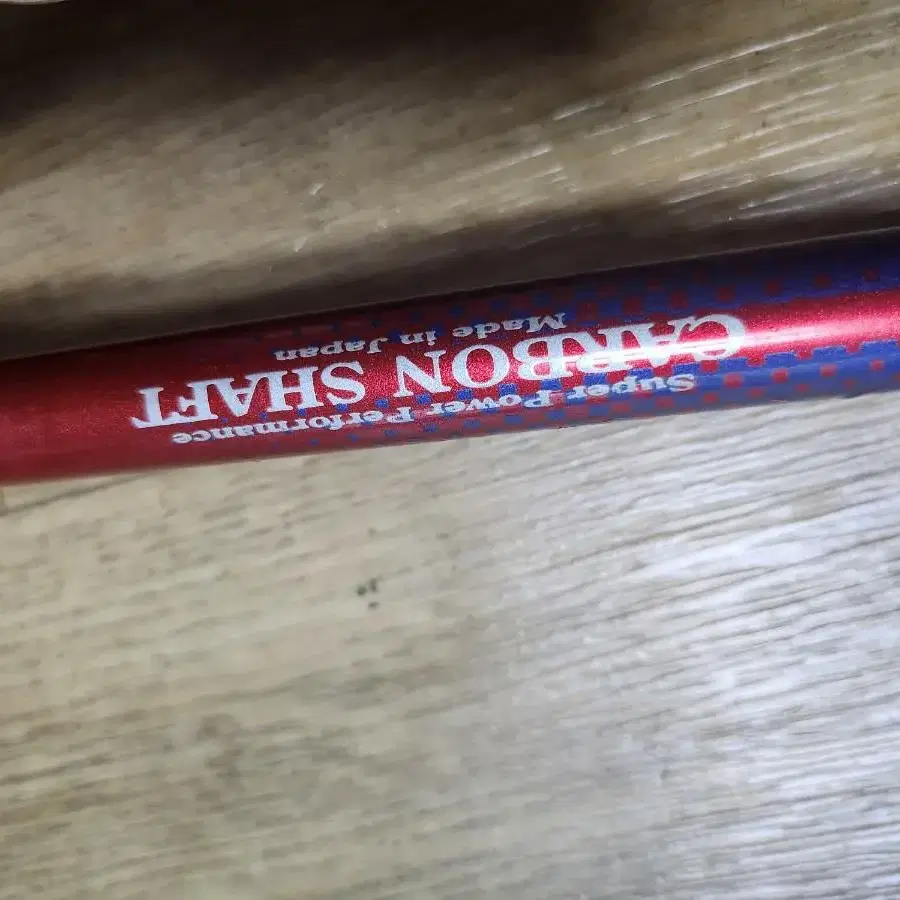 Super Power Performance
CARBON SHAFT
Made in Japan